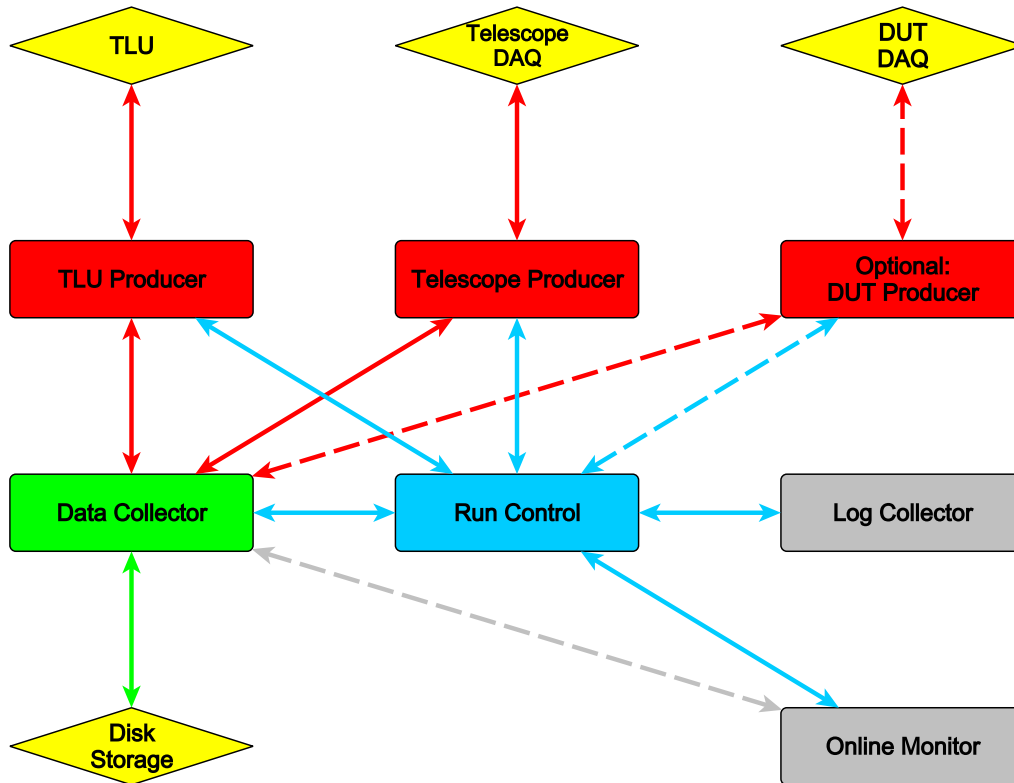 TLU
Telescope
DAQ
DUT
DAQ
TLU Producer
Telescope Producer
Optional:
DUT Producer
Data Collector
Run Control
Log Collector
Disk
Storage
Online Monitor